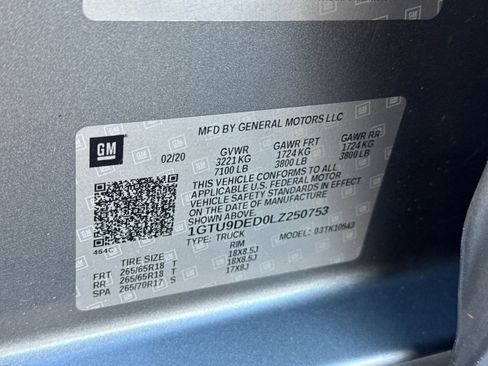 MFD BY GENERAL MOTORS LLC
GM
02/20
GVWR GAWR FRT GAWR RR
3221 KG 1724 KG 1724 KG
7100 LB 3800 LB 3800 LB
THIS VEHICLE CONFORMS TO ALL
APPLICABLE U.S. FEDERAL MOTOR
VEHICLE SAFETY STANDARDS IN EFFECT
ON THE DATE OF MANUFACTURE
SHOWN ABOVE.
1GTU9DED0LZ250753
TYPE: TRUCK MODEL:
TIRE SIZE RIM
FRT 265/65R18 T 18X8.5J
RR 265/65R18 T 18X8.5J
SPA 265/70R17 S 17X8J